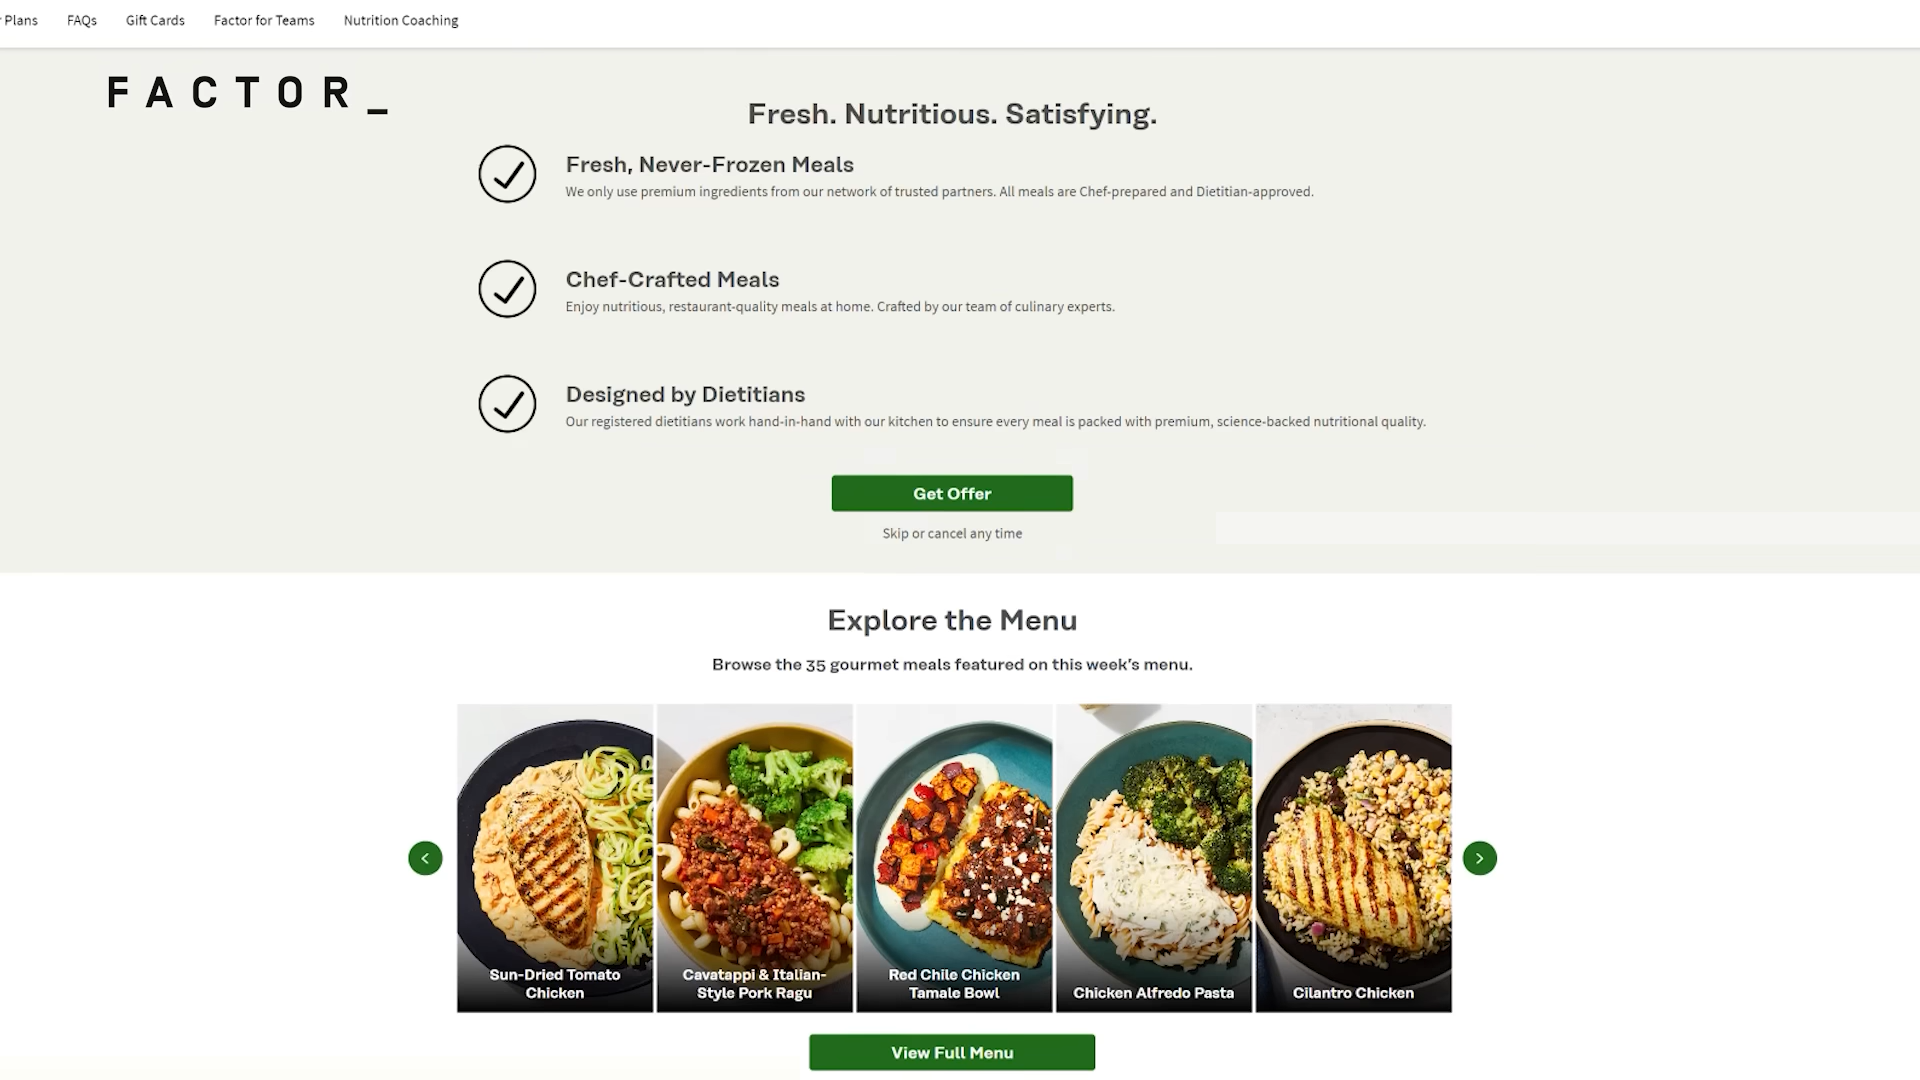 Plans
FAQs
Gift Cards
Factor for Teams
Nutrition Coaching
FACTOR_
Fresh. Nutritious. Satisfying.
Fresh, Never-Frozen Meals
We only use premium ingredients from our network of trusted partners. All meals are Chef-prepared and Dietitian-approved.
Chef-Crafted Meals
Enjoy nutritious, restaurant-quality meals at home. Crafted by our team of culinary experts.
Designed by Dietitians
Our registered dietitians work hand-in-hand with our kitchen to ensure every meal is packed with premium, science-backed nutritional quality.
Get Offer
Skip or cancel any time
Explore the Menu
Browse the 35 gourmet meals featured on this week's menu.
Sun-Dried Tomato
Chicken
Cavatappi & Italian-
Style Pork Ragu
Red Chile Chicken
Tamale Bowl
Chicken Alfredo Pasta
Cilantro Chicken
View Full Menu